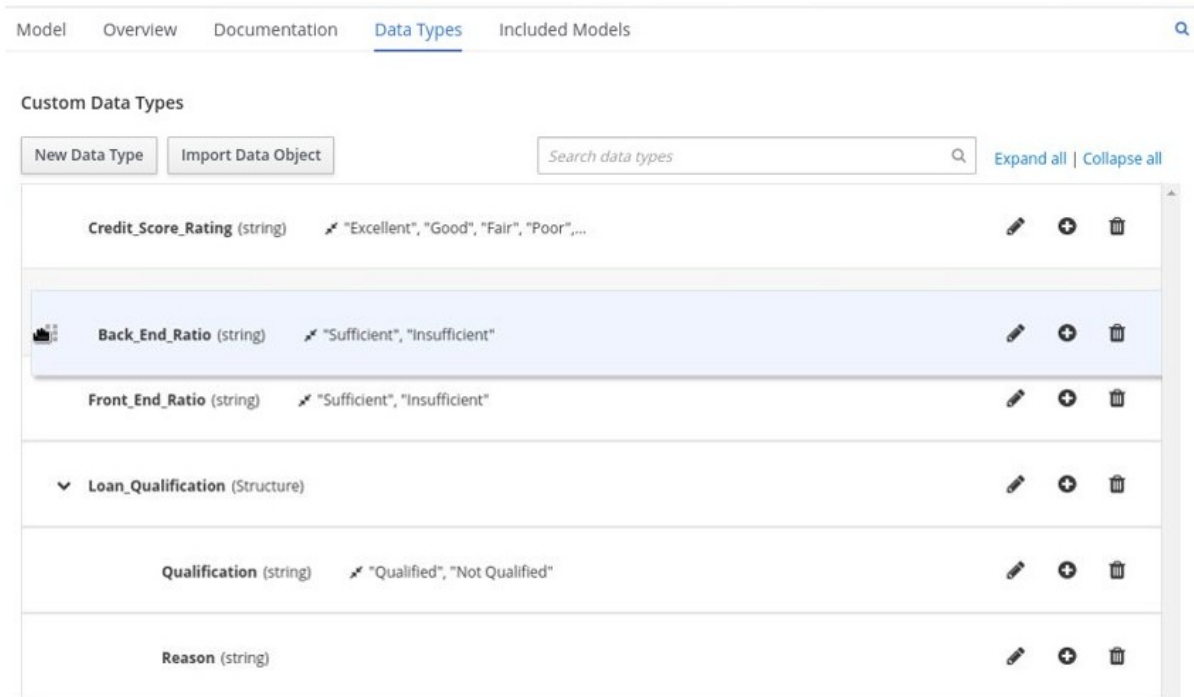 Model Overview Documentation Data Types Included Models
Custom Data Types
New Data Type Import Data Object Search data types Expand all | Collapse all
Credit_Score_Rating (string) "Excellent", "Good", "Fair", "Poor",...
Back_End_Ratio (string) "Sufficient", "Insufficient"
Front_End_Ratio (string) "Sufficient", "Insufficient"
Loan_Qualification (Structure)
Qualification (string) "Qualified", "Not Qualified"
Reason (string)